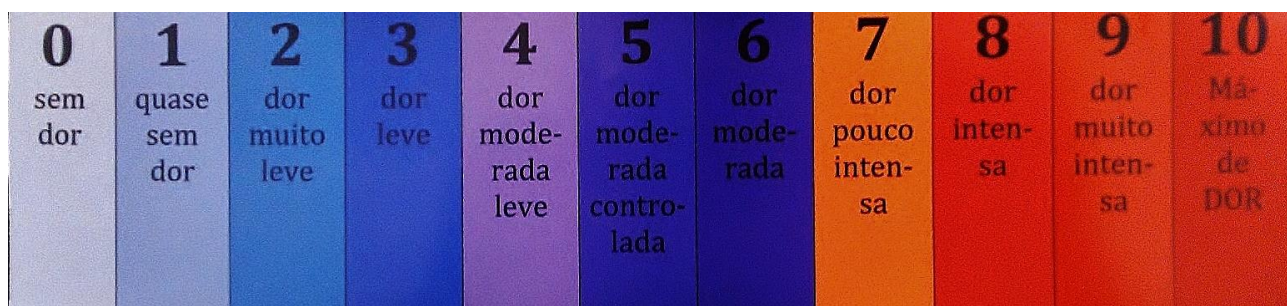 0
sem
dor
1
quase
sem
dor
2
dor
muito
leve
3
dor
leve
4
dor
mode-
rada
leve
5
dor
mode-
rada
contro-
lada
6
dor
mode-
rada
7
dor
pouco
inten-
sa
8
dor
inten-
sa
9
dor
muito
inten-
sa
10
Má-
ximo
de
DOR